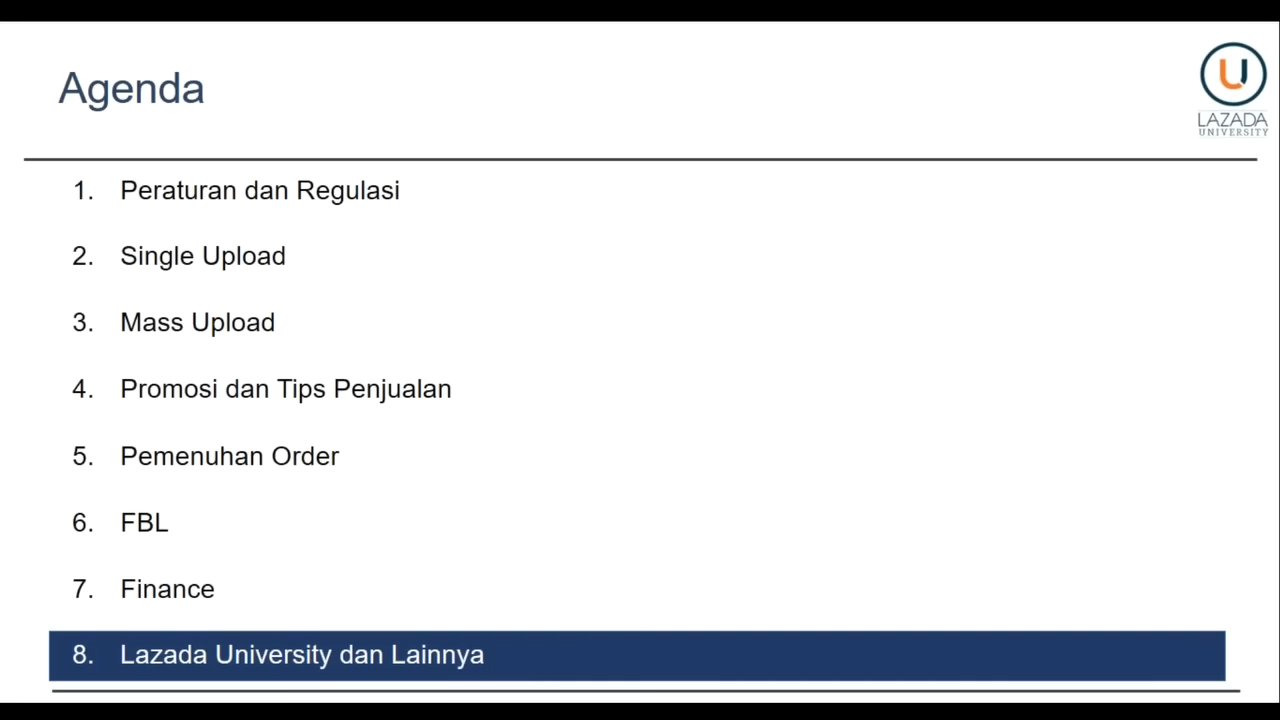 Agenda
LAZADA
UNIVERSITY
1. Peraturan dan Regulasi
2. Single Upload
3. Mass Upload
4. Promosi dan Tips Penjualan
5. Pemenuhan Order
6. FBL
7. Finance
8. Lazada University dan Lainnya